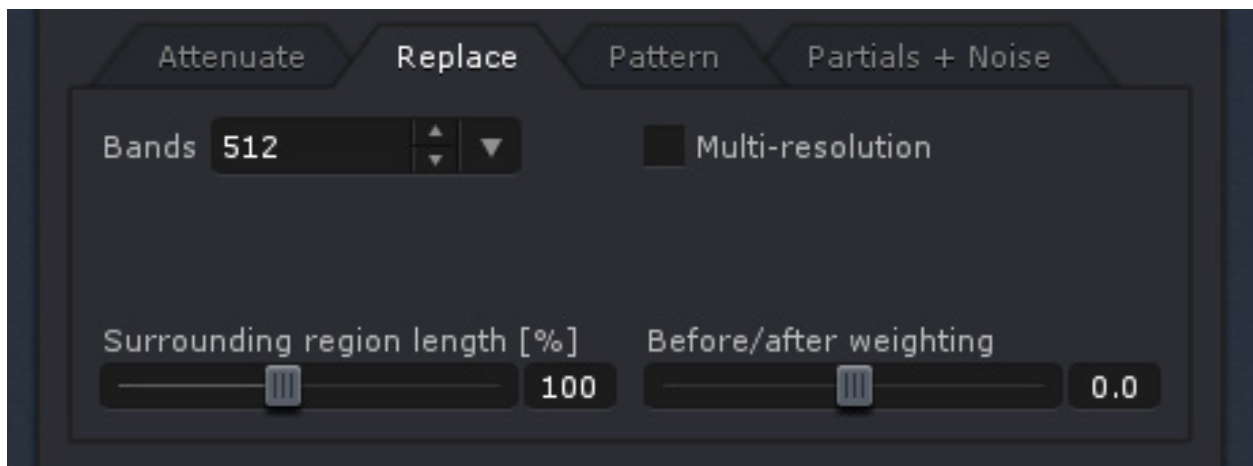 Attenuate Replace Pattern Partials + Noise
Bands 512 Multi-resolution
Surrounding region length [%] Before/after weighting
100 0.0